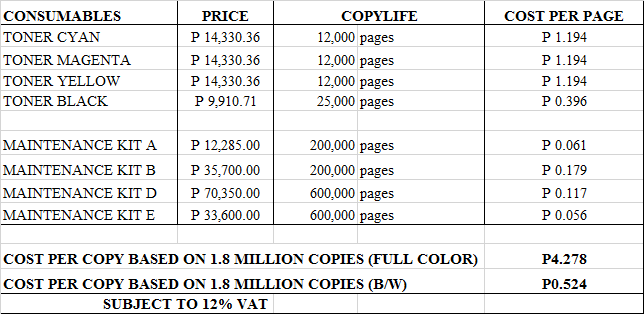 CONSUMABLES PRICE COPYLIFE COST PER PAGE
TONER CYAN P 14,330.36 12,000 pages P 1.194
TONER MAGENTA P 14,330.36 12,000 pages P 1.194
TONER YELLOW P 14,330.36 12,000 pages P 1.194
TONER BLACK P 9,910.71 25,000 pages P 0.396
MAINTENANCE KIT A P 12,285.00 200,000 pages P 0.061
MAINTENANCE KIT B P 35,700.00 200,000 pages P 0.179
MAINTENANCE KIT D P 70,350.00 600,000 pages P 0.117
MAINTENANCE KIT E P 33,600.00 600,000 pages P 0.056
COST PER COPY BASED ON 1.8 MILLION COPIES (FULL COLOR) P4.278
COST PER COPY BASED ON 1.8 MILLION COPIES (B/W) P0.524
SUBJECT TO 12% VAT